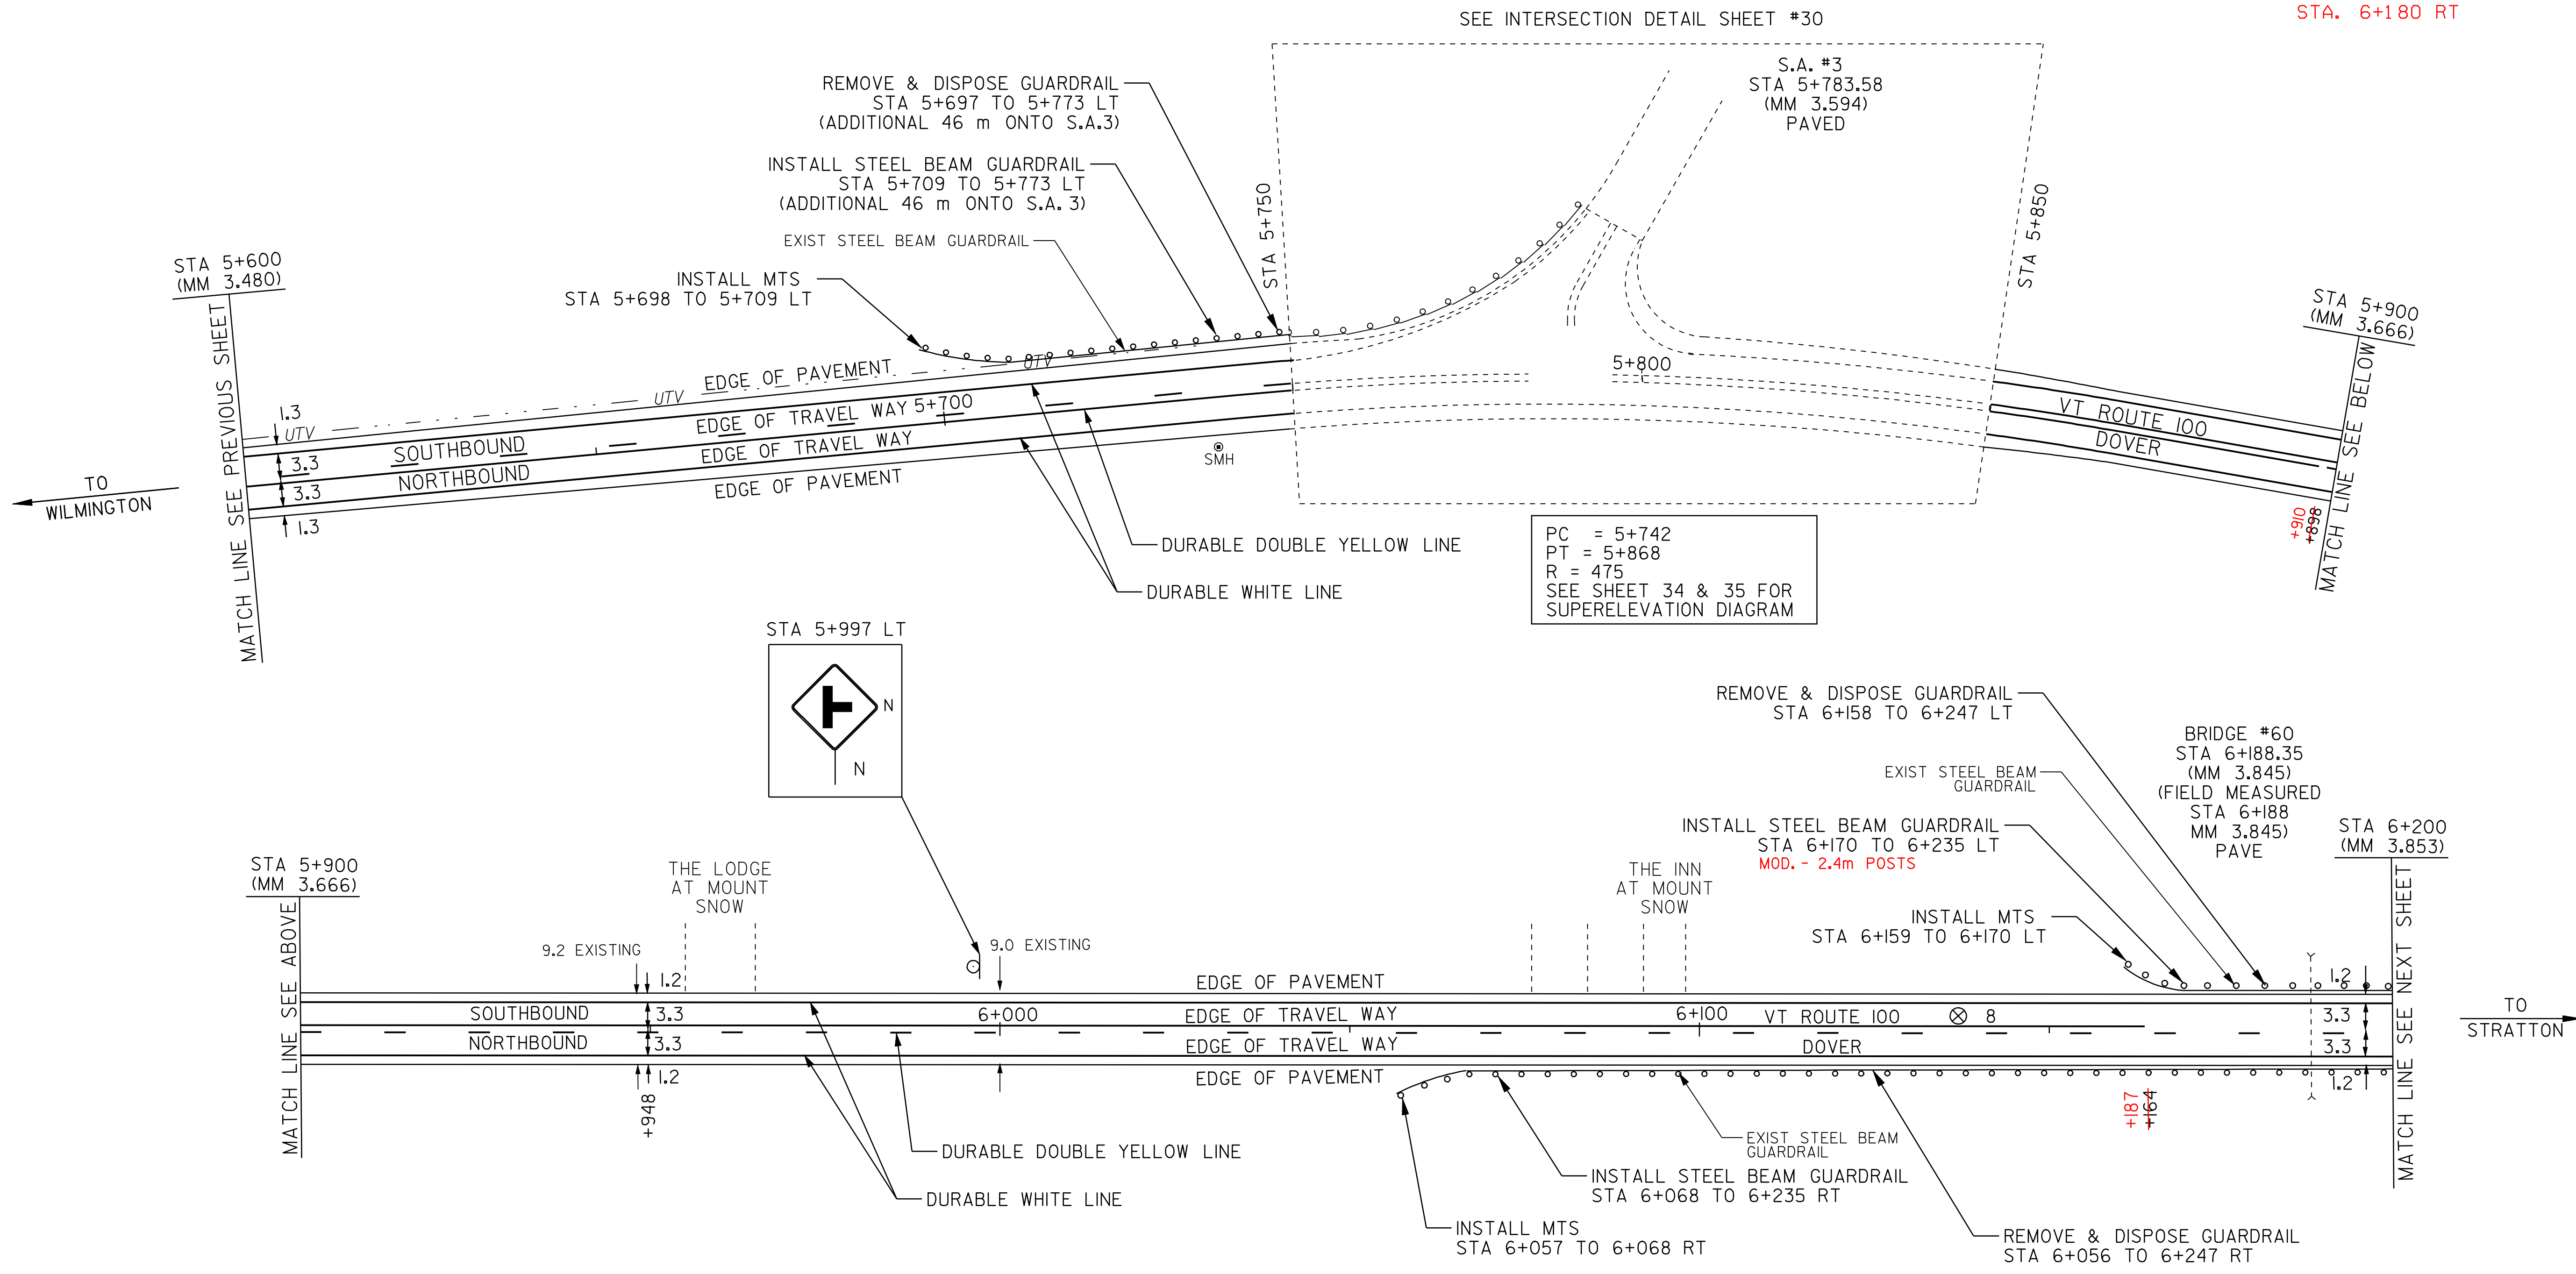 SEE INTERSECTION DETAIL SHEET #30
STA. 6+180 RT
REMOVE & DISPOSE GUARDRAIL
STA 5+697 TO 5+773 LT
(ADDITIONAL 46 m ONTO S.A.3)
S.A. #3
STA 5+783.58
(MM 3.594)
PAVED
INSTALL STEEL BEAM GUARDRAIL
STA 5+709 TO 5+773 LT
(ADDITIONAL 46 m ONTO S.A. 3)
EXIST STEEL BEAM GUARDRAIL
INSTALL MTS
STA 5+698 TO 5+709 LT
STA 5+750
STA 5+850
STA 5+600
(MM 3.480)
MATCH LINE SEE PREVIOUS SHEET
STA 5+900
(MM 3.666)
MATCH LINE SEE BELOW
1.3
UTV
UTV
UTV
EDGE OF PAVEMENT
EDGE OF TRAVEL WAY
5+700
5+800
SOUTHBOUND
3.3
NORTHBOUND
3.3
1.3
EDGE OF TRAVEL WAY
EDGE OF PAVEMENT
SMH
VT ROUTE 100
DOVER
TO
WILMINGTON
+910
+898
DURABLE DOUBLE YELLOW LINE
DURABLE WHITE LINE
PC = 5+742
PT = 5+868
R = 475
SEE SHEET 34 & 35 FOR
SUPERELEVATION DIAGRAM
STA 5+997 LT
N
N
REMOVE & DISPOSE GUARDRAIL
STA 6+158 TO 6+247 LT
BRIDGE #60
STA 6+188.35
(MM 3.845)
(FIELD MEASURED
STA 6+188
MM 3.845)
PAVE
EXIST STEEL BEAM
GUARDRAIL
INSTALL STEEL BEAM GUARDRAIL
STA 6+170 TO 6+235 LT
MOD. - 2.4m POSTS
STA 6+200
(MM 3.853)
MATCH LINE SEE NEXT SHEET
STA 5+900
(MM 3.666)
MATCH LINE SEE ABOVE
THE LODGE
AT MOUNT
SNOW
THE INN
AT MOUNT
SNOW
INSTALL MTS
STA 6+159 TO 6+170 LT
9.2 EXISTING
9.0 EXISTING
1.2
EDGE OF PAVEMENT
1.2
SOUTHBOUND
3.3
6+000
EDGE OF TRAVEL WAY
6+100
VT ROUTE 100
8
3.3
NORTHBOUND
3.3
EDGE OF TRAVEL WAY
DOVER
3.3
1.2
EDGE OF PAVEMENT
1.2
TO
STRATTON
+948
+187
+164
DURABLE DOUBLE YELLOW LINE
DURABLE WHITE LINE
EXIST STEEL BEAM
GUARDRAIL
INSTALL STEEL BEAM GUARDRAIL
STA 6+068 TO 6+235 RT
INSTALL MTS
STA 6+057 TO 6+068 RT
REMOVE & DISPOSE GUARDRAIL
STA 6+056 TO 6+247 RT